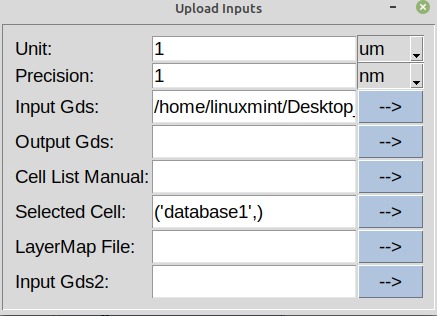 Upload Inputs
Unit: 1 um
Precision: 1 nm
Input Gds: /home/linuxmint/Desktop_ -->
Output Gds: -->
Cell List Manual: -->
Selected Cell: ('database1',) -->
LayerMap File: -->
Input Gds2: -->